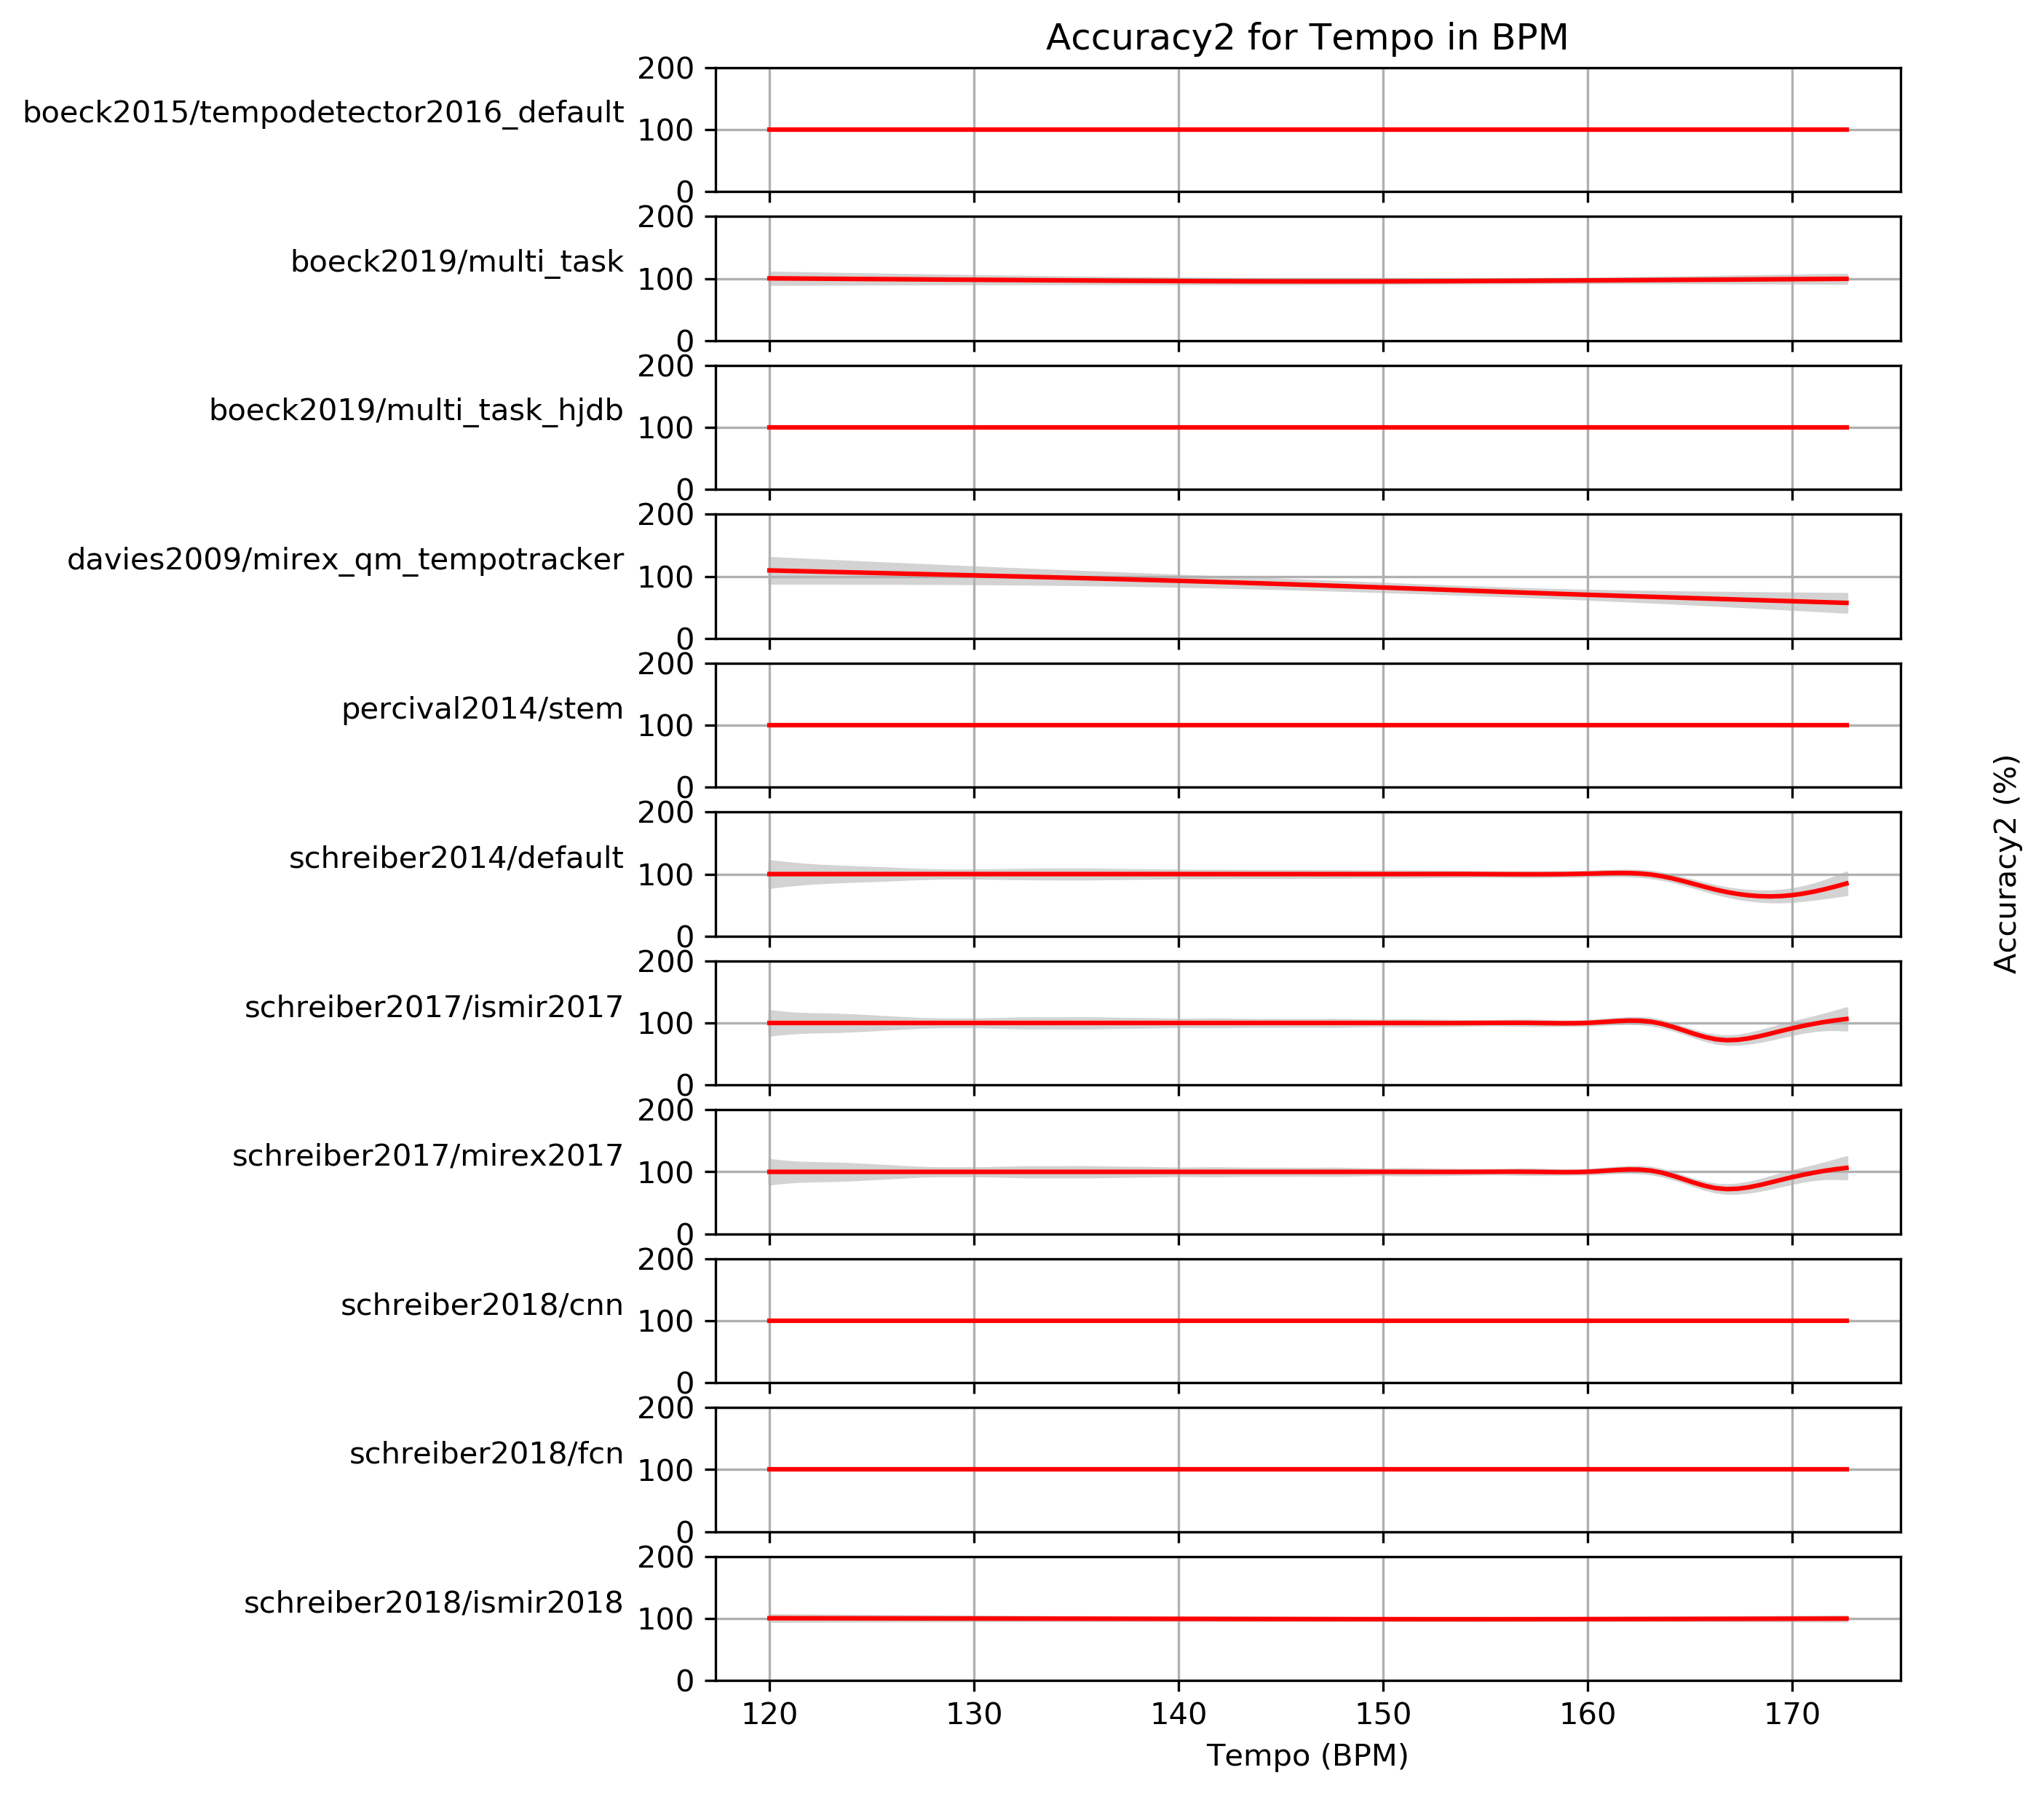 Accuracy2 for Tempo in BPM
boeck2015/tempodetector2016_default
200
100
0
boeck2019/multi_task
200
100
0
boeck2019/multi_task_hjdb
200
100
0
davies2009/mirex_qm_tempotracker
200
100
0
percival2014/stem
200
100
0
schreiber2014/default
200
100
0
schreiber2017/ismir2017
200
100
0
schreiber2017/mirex2017
200
100
0
schreiber2018/cnn
200
100
0
schreiber2018/fcn
200
100
0
schreiber2018/ismir2018
200
100
0
120 130 140 150 160 170
Tempo (BPM)
Accuracy2 (%)